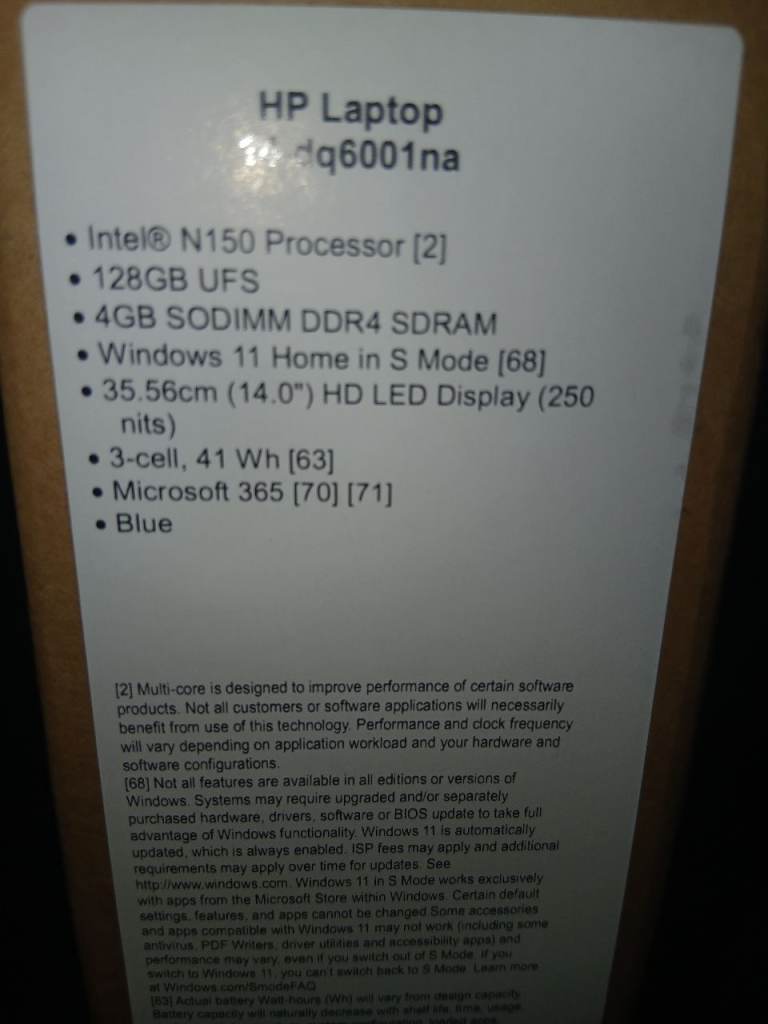 HP Laptop
dq6001na
• Intel® N150 Processor [2]
• 128GB UFS
• 4GB SODIMM DDR4 SDRAM
• Windows 11 Home in S Mode [68]
• 35.56cm (14.0") HD LED Display (250
nits)
• 3-cell, 41 Wh [63]
• Microsoft 365 [70] [71]
• Blue
[2] Multi-core is designed to improve performance of certain software
products. Not all customers or software applications will necessarily
benefit from use of this technology. Performance and clock frequency
will vary depending on application workload and your hardware and
software configurations.
[68] Not all features are available in all editions or versions of
Windows. Systems may require upgraded and/or separately
purchased hardware, drivers, software or BIOS update to take full
advantage of Windows functionality. Windows 11 is automatically
updated, which is always enabled. ISP fees may apply and additional
requirements may apply over time for updates. See
http://www.windows.com. Windows 11 in S Mode works exclusively
with apps from the Microsoft Store within Windows. Certain default
settings, features, and apps cannot be changed Some accessories
and apps compatible with Windows 11 may not work (including some
antivirus, PDF Writers, driver utilities and accessibility apps) and
performance may vary, even if you switch out of S Mode. If you
switch to Windows 11, you can't switch back to S Mode. Learn more
at Windows.com/SmodeFAQ
[63] Actual battery Watt-hours (Wh) will vary from design capacity.
Battery capacity will naturally decrease with shelf life, time, usage,